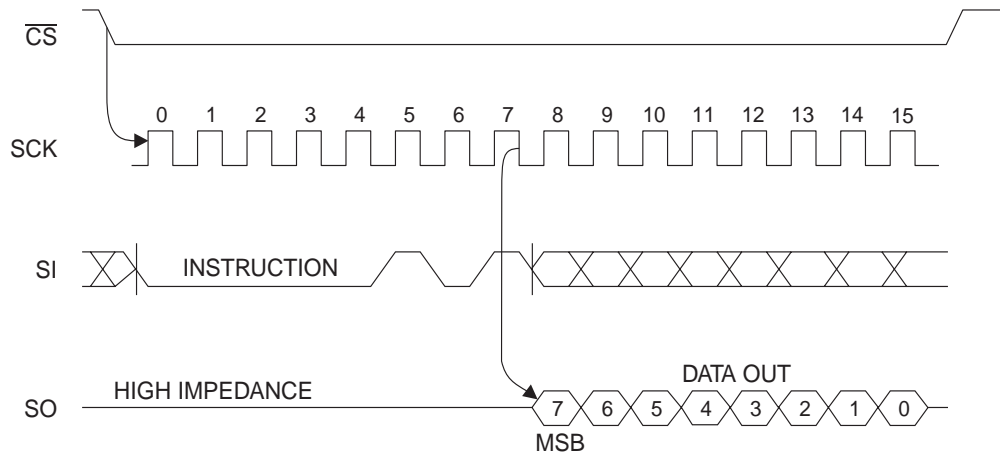 CS
0 1 2 3 4 5 6 7 8 9 10 11 12 13 14 15
SCK
SI INSTRUCTION
HIGH IMPEDANCE DATA OUT
SO 7 6 5 4 3 2 1 0
MSB